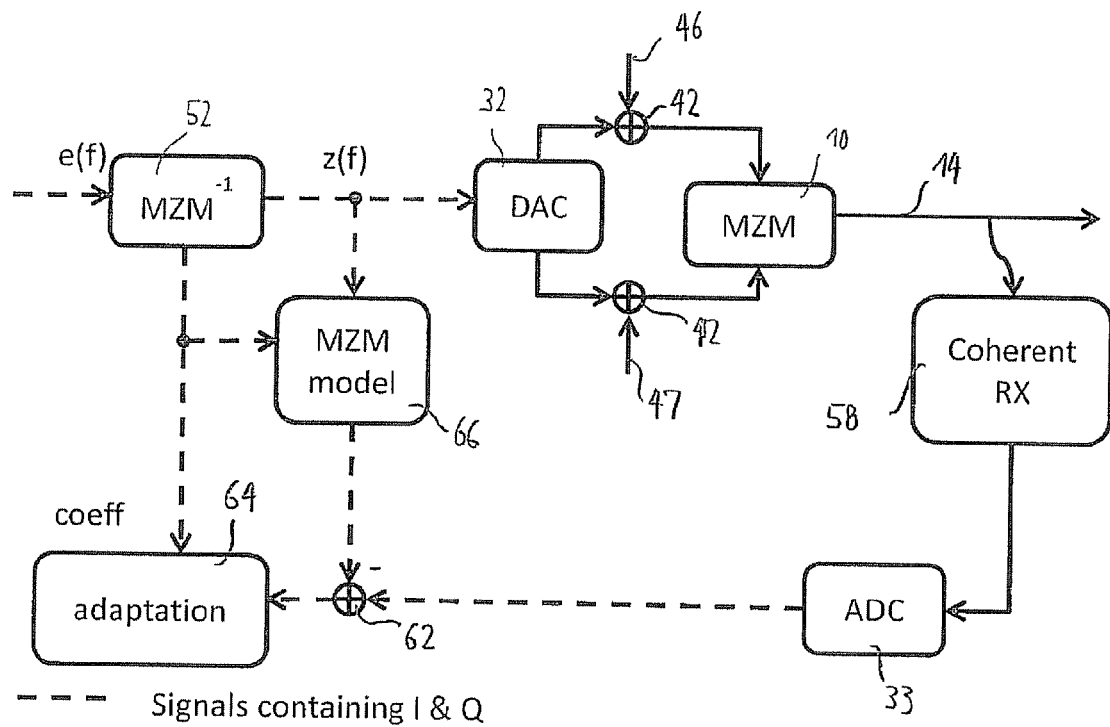 46
52
32
42
10
e(f)
z(f)
14
MZM-1
DAC
MZM
42
MZM
model
47
Coherent
RX
58
66
coeff
64
-
adaptation
62
ADC
33
Signals containing I & Q